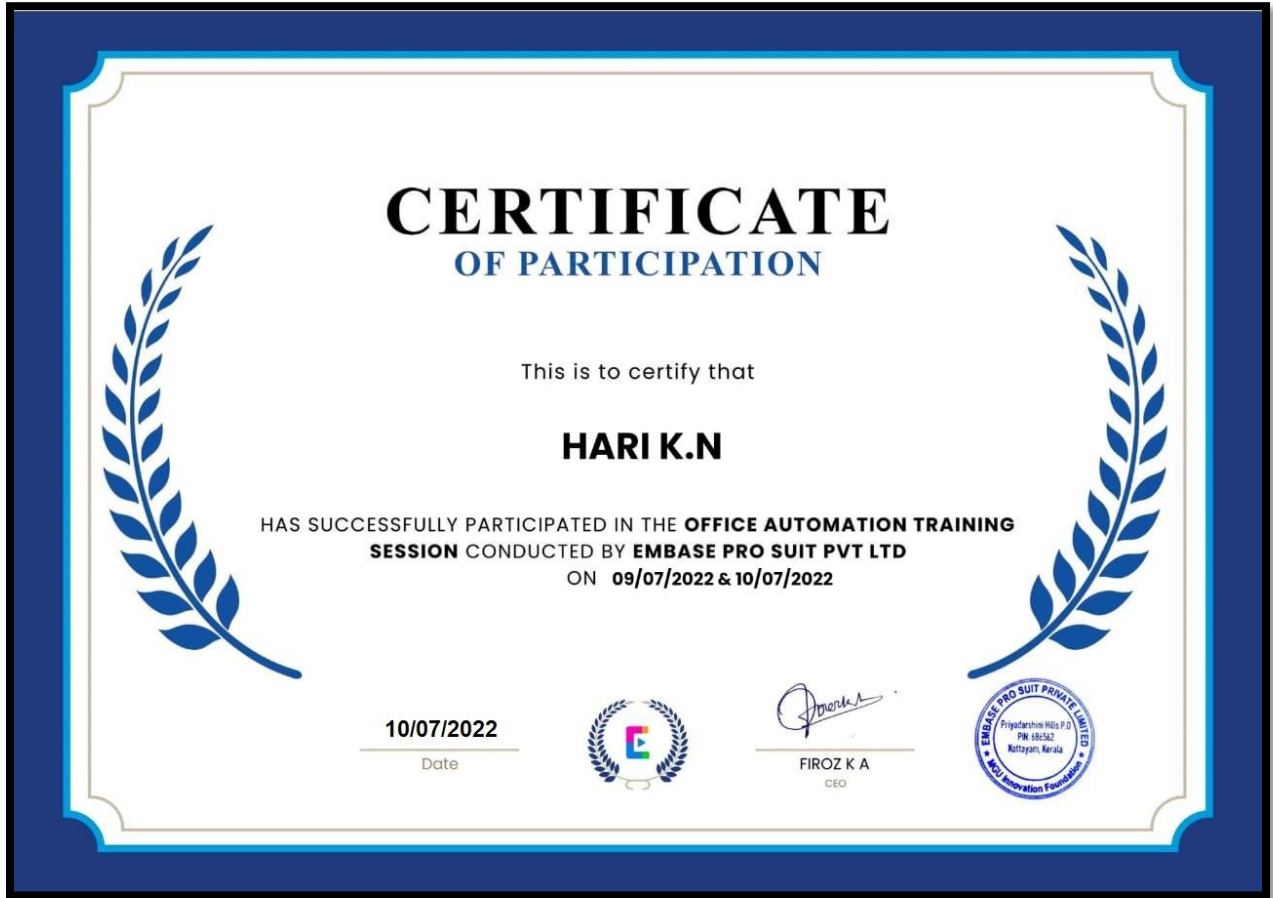 CERTIFICATE
OF PARTICIPATION
This is to certify that
HARI K.N
HAS SUCCESSFULLY PARTICIPATED IN THE OFFICE AUTOMATION TRAINING
SESSION CONDUCTED BY EMBASE PRO SUIT PVT LTD
ON 09/07/2022 & 10/07/2022
10/07/2022
Date
FIROZ K A
CEO
EMBASE PRO SUIT PRIVATE LIMITED
Priyadarshini Hills P.O
PIN: 686562
Kottayam, Kerala
★ MGU Innovation Foundation ★